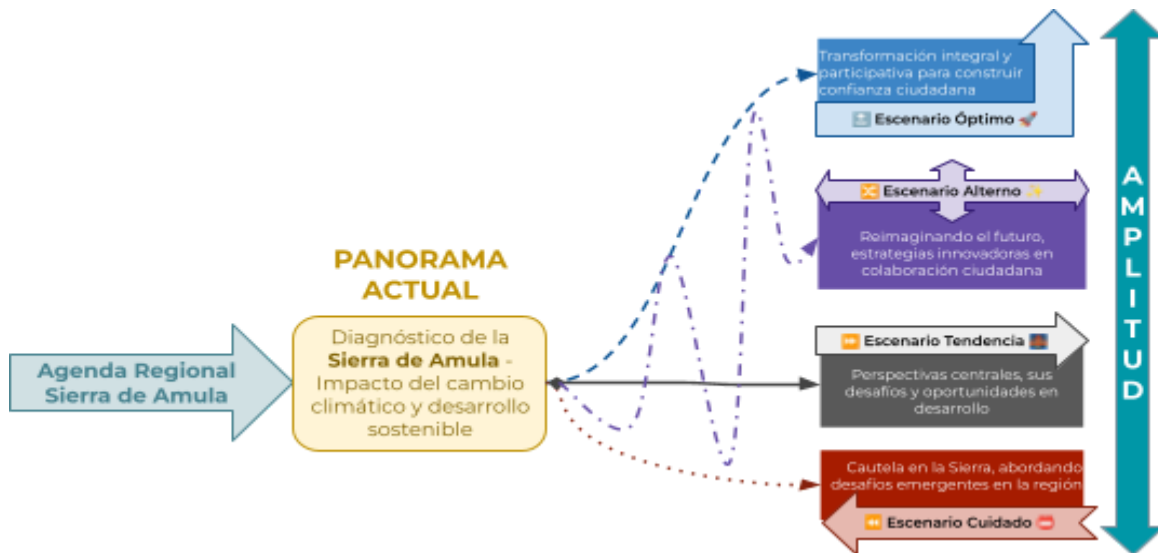 Agenda Regional
Sierra de Amula
PANORAMA
ACTUAL
Diagnóstico de la
Sierra de Amula -
Impacto del cambio
climático y desarrollo
sostenible
Transformación integral y
participativa para construir
confianza ciudadana
Escenario Óptimo
Escenario Alterno
Reimaginando el futuro,
estrategias innovadoras en
colaboración ciudadana
Escenario Tendencia
Perspectivas centrales, sus
desafíos y oportunidades en
desarrollo
Cautela en la Sierra, abordando
desafíos emergentes en la región
Escenario Cuidado
AMPLITUD